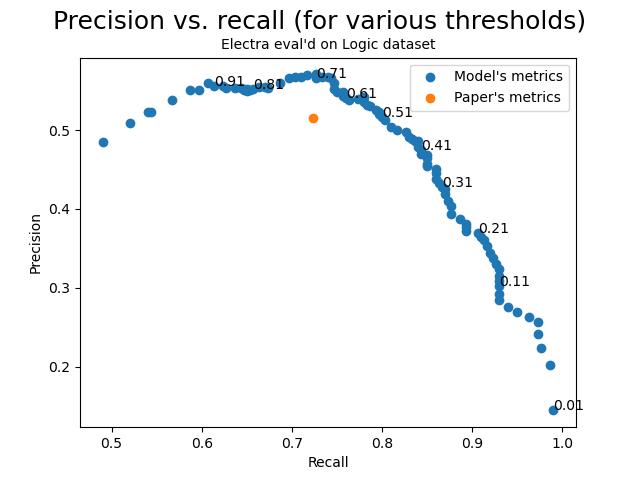 Precision vs. recall (for various thresholds)
Electra eval'd on Logic dataset
Model's metrics
Paper's metrics
0.91
0.81
0.71
0.61
0.51
0.41
0.31
0.21
0.11
0.01
Precision
0.5
0.4
0.3
0.2
0.5 0.6 0.7 0.8 0.9 1.0
Recall